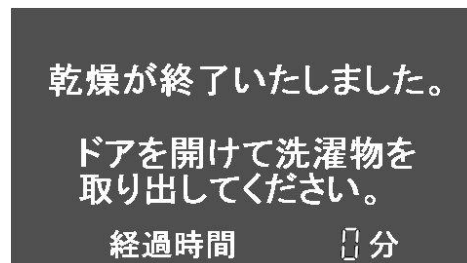 乾燥が終了いたしました。
ドアを開けて洗濯物を
取り出してください。
経過時間 0分